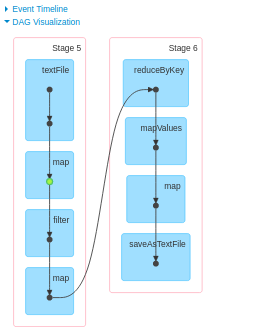 Event Timeline
DAG Visualization
Stage 5
textFile
map
filter
map
Stage 6
reduceByKey
mapValues
map
saveAsTextFile